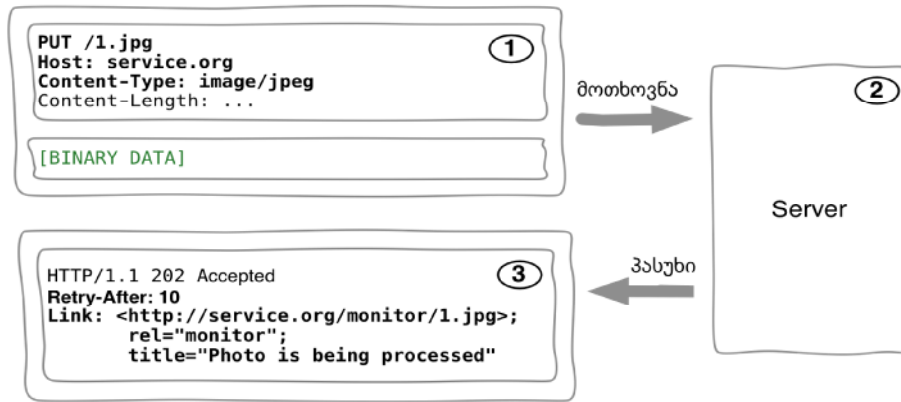 PUT /1.jpg
Host: service.org
Content-Type: image/jpeg
Content-Length: ...
1
[BINARY DATA]
მოთხოვნა
2
Server
HTTP/1.1 202 Accepted
Retry-After: 10
Link: <http://service.org/monitor/1.jpg>;
rel="monitor";
title="Photo is being processed"
3
პასუხი